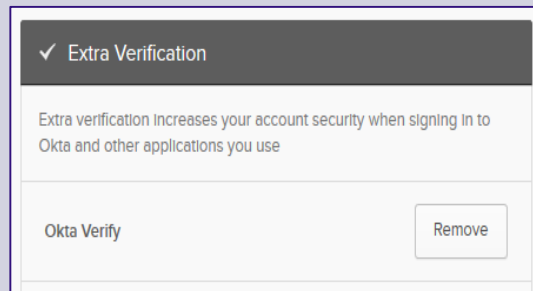 ✓ Extra Verification
Extra verification increases your account security when signing in to
Okta and other applications you use
Okta Verify
Remove